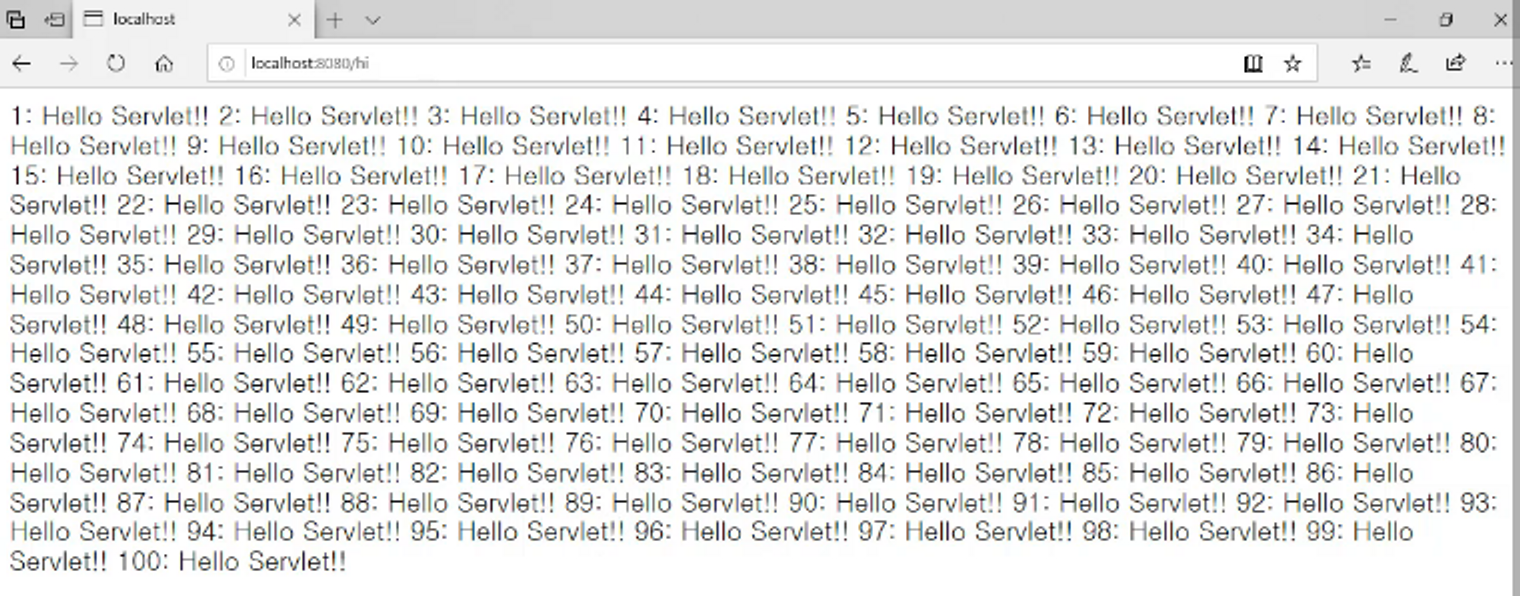 localhost
localhost:8080/hi
1: Hello Servlet!! 2: Hello Servlet!! 3: Hello Servlet!! 4: Hello Servlet!! 5: Hello Servlet!! 6: Hello Servlet!! 7: Hello Servlet!! 8:
Hello Servlet!! 9: Hello Servlet!! 10: Hello Servlet!! 11: Hello Servlet!! 12: Hello Servlet!! 13: Hello Servlet!! 14: Hello Servlet!!
15: Hello Servlet!! 16: Hello Servlet!! 17: Hello Servlet!! 18: Hello Servlet!! 19: Hello Servlet!! 20: Hello Servlet!! 21: Hello
Servlet!! 22: Hello Servlet!! 23: Hello Servlet!! 24: Hello Servlet!! 25: Hello Servlet!! 26: Hello Servlet!! 27: Hello Servlet!! 28:
Hello Servlet!! 29: Hello Servlet!! 30: Hello Servlet!! 31: Hello Servlet!! 32: Hello Servlet!! 33: Hello Servlet!! 34: Hello
Servlet!! 35: Hello Servlet!! 36: Hello Servlet!! 37: Hello Servlet!! 38: Hello Servlet!! 39: Hello Servlet!! 40: Hello Servlet!! 41:
Hello Servlet!! 42: Hello Servlet!! 43: Hello Servlet!! 44: Hello Servlet!! 45: Hello Servlet!! 46: Hello Servlet!! 47: Hello
Servlet!! 48: Hello Servlet!! 49: Hello Servlet!! 50: Hello Servlet!! 51: Hello Servlet!! 52: Hello Servlet!! 53: Hello Servlet!! 54:
Hello Servlet!! 55: Hello Servlet!! 56: Hello Servlet!! 57: Hello Servlet!! 58: Hello Servlet!! 59: Hello Servlet!! 60: Hello
Servlet!! 61: Hello Servlet!! 62: Hello Servlet!! 63: Hello Servlet!! 64: Hello Servlet!! 65: Hello Servlet!! 66: Hello Servlet!! 67:
Hello Servlet!! 68: Hello Servlet!! 69: Hello Servlet!! 70: Hello Servlet!! 71: Hello Servlet!! 72: Hello Servlet!! 73: Hello
Servlet!! 74: Hello Servlet!! 75: Hello Servlet!! 76: Hello Servlet!! 77: Hello Servlet!! 78: Hello Servlet!! 79: Hello Servlet!! 80:
Hello Servlet!! 81: Hello Servlet!! 82: Hello Servlet!! 83: Hello Servlet!! 84: Hello Servlet!! 85: Hello Servlet!! 86: Hello
Servlet!! 87: Hello Servlet!! 88: Hello Servlet!! 89: Hello Servlet!! 90: Hello Servlet!! 91: Hello Servlet!! 92: Hello Servlet!! 93:
Hello Servlet!! 94: Hello Servlet!! 95: Hello Servlet!! 96: Hello Servlet!! 97: Hello Servlet!! 98: Hello Servlet!! 99: Hello
Servlet!! 100: Hello Servlet!!